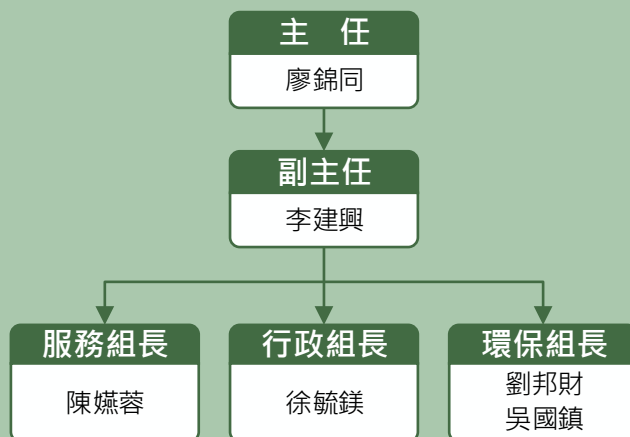 主 任
廖錦同
副主任
李建興
服務組長
陳嬿蓉
行政組長
徐毓鎂
環保組長
劉邦財
吳國鎮